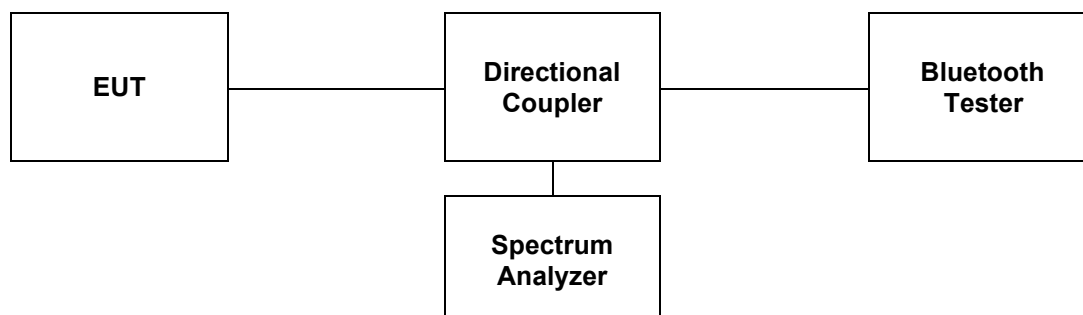 EUT
Directional
Coupler
Bluetooth
Tester
Spectrum
Analyzer